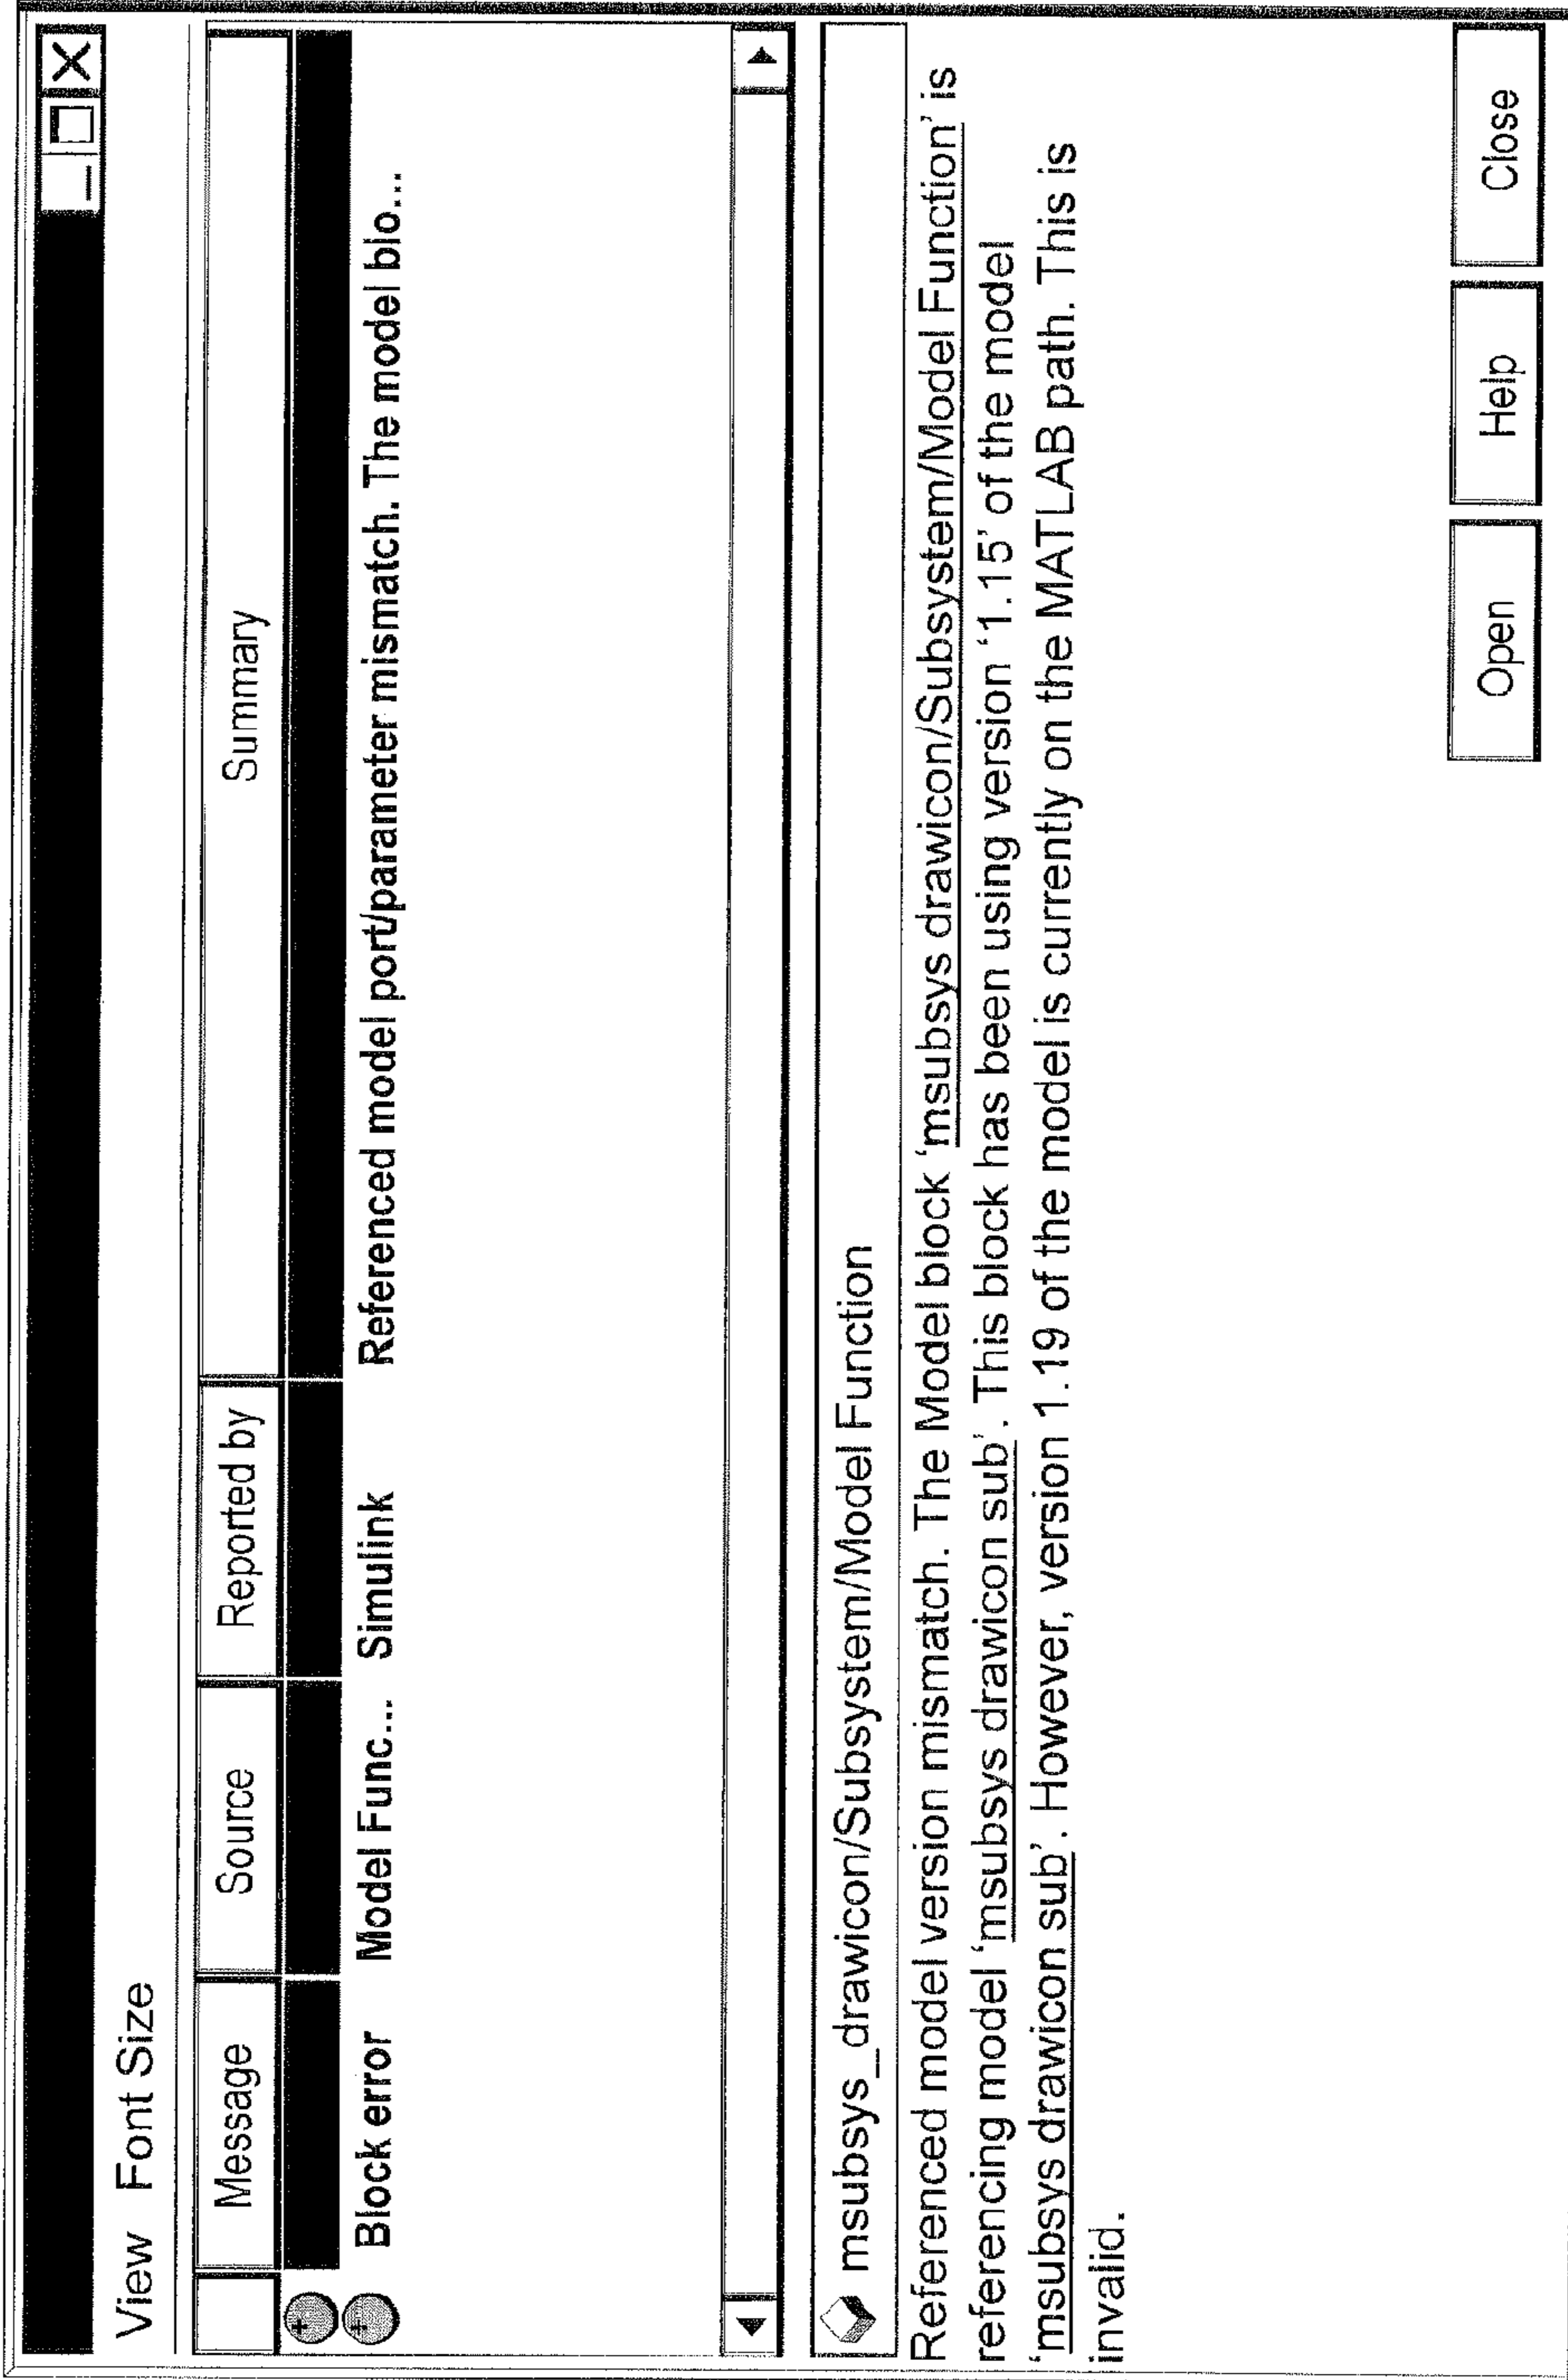 View Font Size
Message Source Reported by Summary
Block error Model Func... Simulink Referenced model port/parameter mismatch. The model blo...
msubsys_drawicon/Subsystem/Model Function
Referenced model version mismatch. The Model block ‘msubsys drawicon/Subsystem/Model Function’ is
referencing model ‘msubsys drawicon sub’. This block has been using version ‘1.15’ of the model
‘msubsys drawicon sub’. However, version 1.19 of the model is currently on the MATLAB path. This is
invalid.
Open Help Close